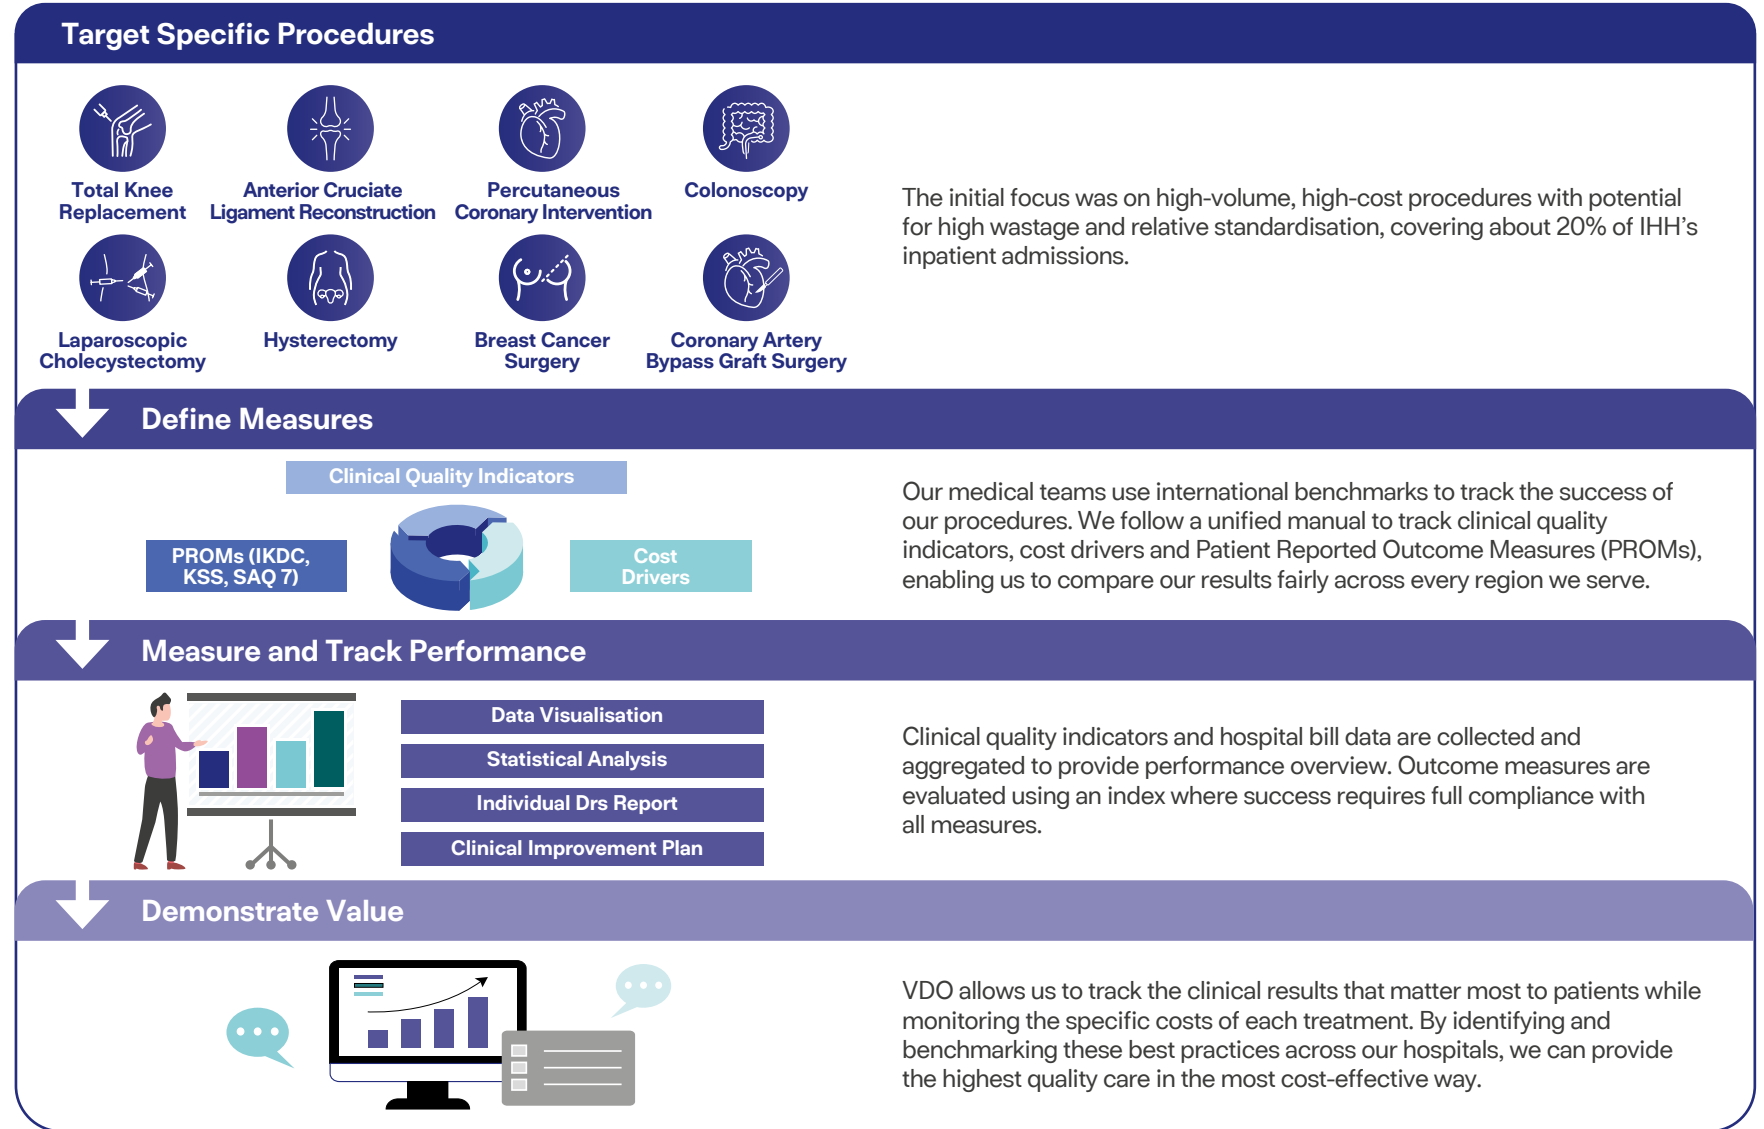 Target Specific Procedures
Total Knee
Replacement
Anterior Cruciate
Ligament Reconstruction
Percutaneous
Coronary Intervention
Colonoscopy
Laparoscopic
Cholecystectomy
Hysterectomy
Breast Cancer
Surgery
Coronary Artery
Bypass Graft Surgery
The initial focus was on high-volume, high-cost procedures with potential
for high wastage and relative standardisation, covering about 20% of IHH’s
inpatient admissions.
Define Measures
Clinical Quality Indicators
PROMs (IKDC,
KSS, SAQ 7)
Cost
Drivers
Our medical teams use international benchmarks to track the success of
our procedures. We follow a unified manual to track clinical quality
indicators, cost drivers and Patient Reported Outcome Measures (PROMs),
enabling us to compare our results fairly across every region we serve.
Measure and Track Performance
Data Visualisation
Statistical Analysis
Individual Drs Report
Clinical Improvement Plan
Clinical quality indicators and hospital bill data are collected and
aggregated to provide performance overview. Outcome measures are
evaluated using an index where success requires full compliance with
all measures.
Demonstrate Value
VDO allows us to track the clinical results that matter most to patients while
monitoring the specific costs of each treatment. By identifying and
benchmarking these best practices across our hospitals, we can provide
the highest quality care in the most cost-effective way.